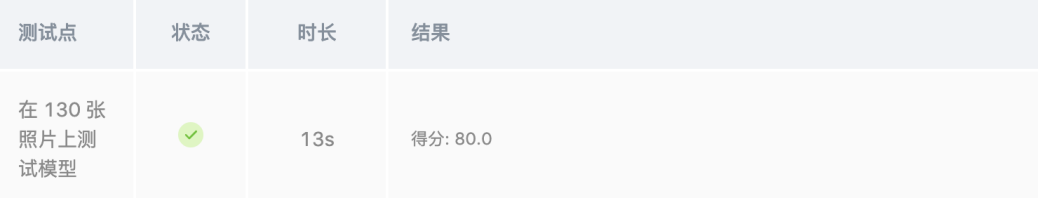 测试点 状态 时长 结果
在 130 张
照片上测
试模型
13s
得分: 80.0